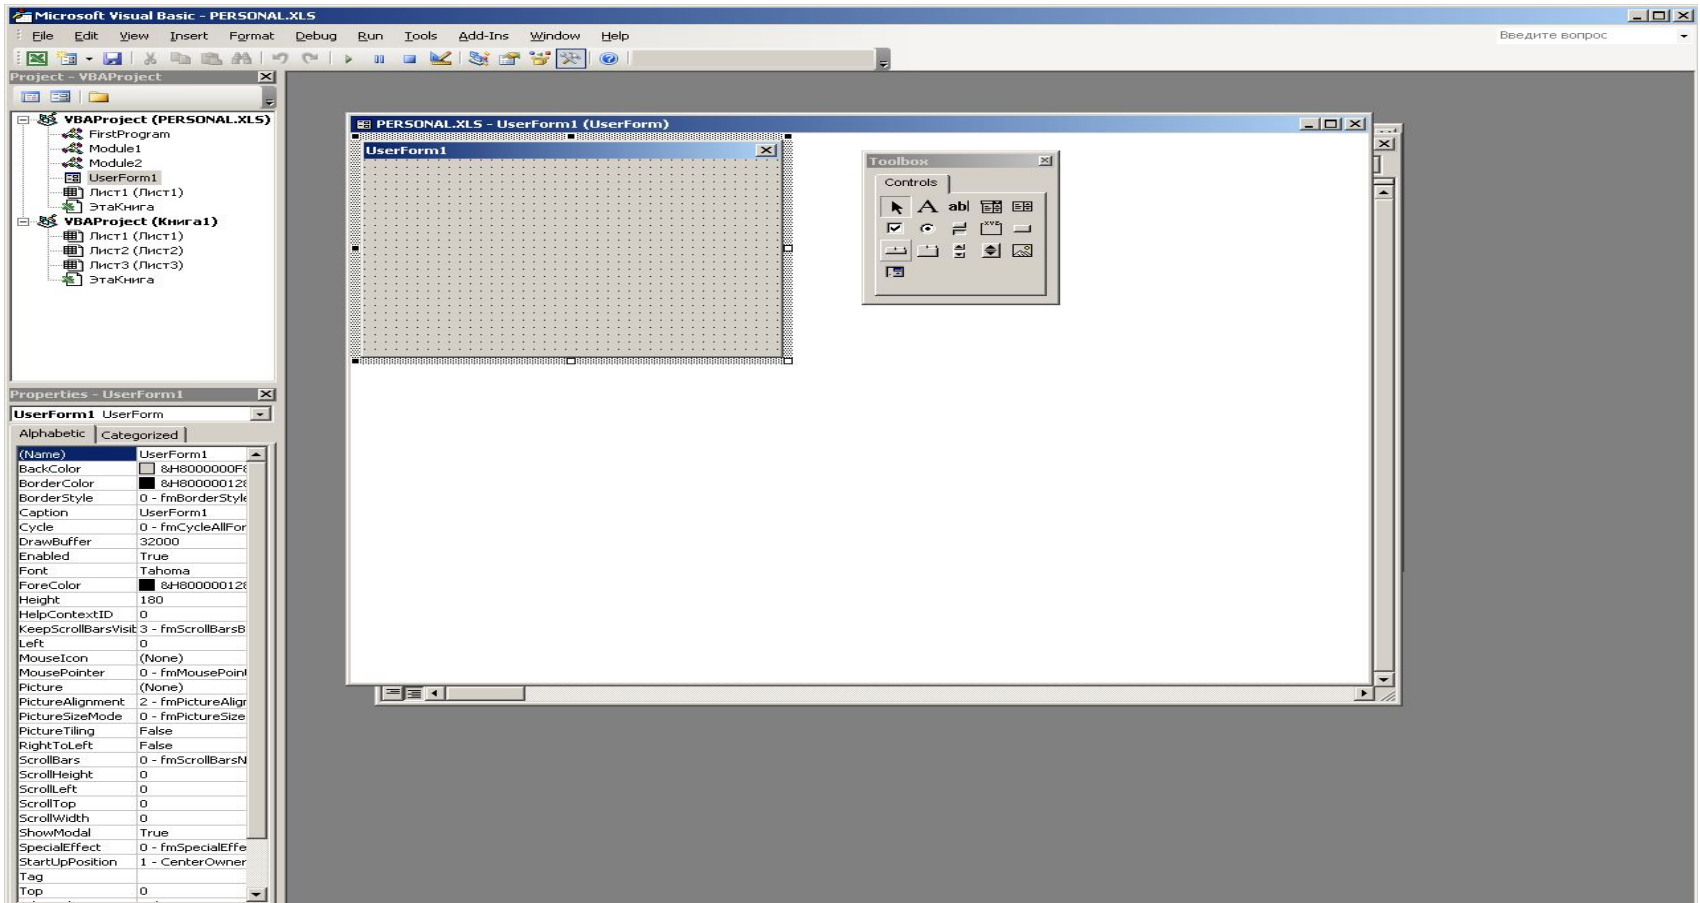 Microsoft Visual Basic - PERSONAL.XLS
File Edit View Insert Format Debug Run Tools Add-Ins Window Help
Введите вопрос
Project - VBAProject
VBAProject (PERSONAL.XLS)
FirstProgram
Module1
Module2
UserForm1
Лист1 (Лист1)
ЭтаКнига
VBAProject (Книга1)
Лист1 (Лист1)
Лист2 (Лист2)
Лист3 (Лист3)
ЭтаКнига
PERSONAL.XLS - UserForm1 (UserForm)
UserForm1
Toolbox
Controls
A abl
xyz
Properties - UserForm1
UserForm1 UserForm
Alphabetic Categorized
(Name) UserForm1
BackColor &H8000000F&
BorderColor &H80000012&
BorderStyle 0 - fmBorderStyle
Caption UserForm1
Cycle 0 - fmCycleAllFor
DrawBuffer 32000
Enabled True
Font Tahoma
ForeColor &H80000012&
Height 180
HelpContextID 0
KeepScrollBarsVisit 3 - fmScrollBarsB
Left 0
MouseIcon (None)
MousePointer 0 - fmMousePoint
Picture (None)
PictureAlignment 2 - fmPictureAlign
PictureSizeMode 0 - fmPictureSize
PictureTiling False
RightToLeft False
ScrollBars 0 - fmScrollBarsN
ScrollHeight 0
ScrollLeft 0
ScrollTop 0
ScrollWidth 0
ShowModal True
SpecialEffect 0 - fmSpecialEffe
StartUpPosition 1 - CenterOwner
Tag
Top 0